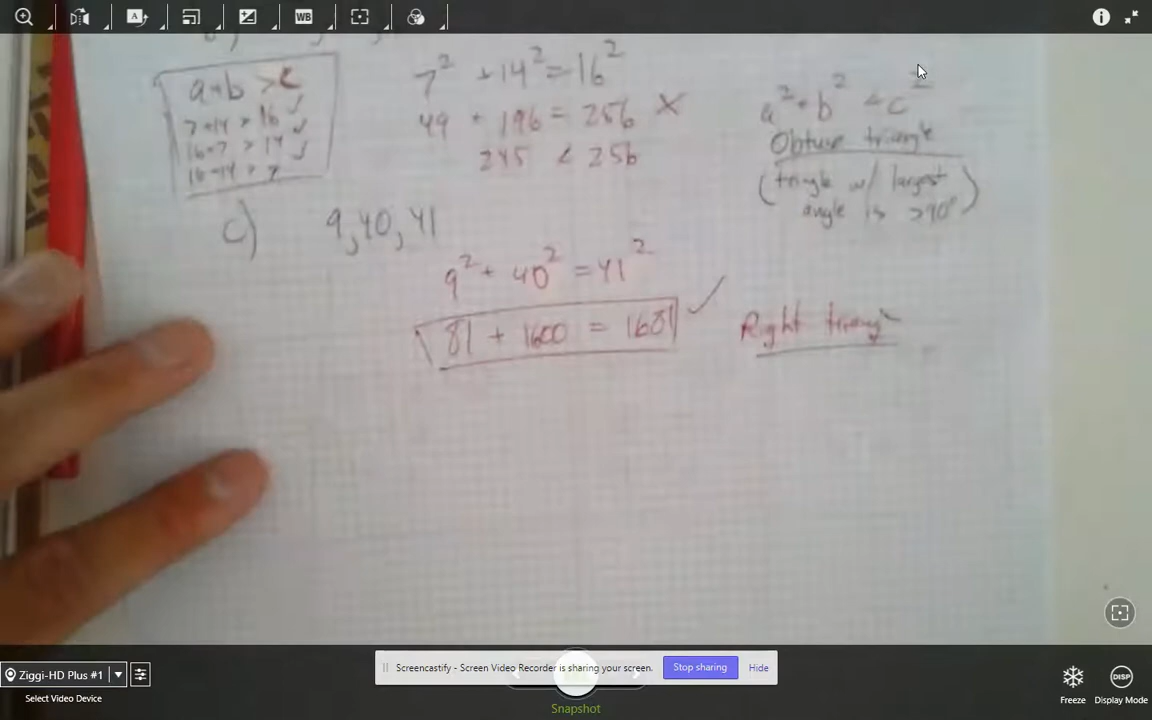 WB
a+b > c
7+14 > 16 ✓
16+7 > 14 ✓
16+14 > 7 ✓
7² + 14² = 16²
49 + 196 = 256 X
245 < 256
a² + b² < c²
Obtuse triangle
(triangle w/ largest
angle is >90°)
c) 9, 40, 41
9² + 40² = 41²
81 + 1600 = 1681 ✓
Right triangle
Ziggi-HD Plus #1
Select Video Device
Screencastify - Screen Video Recorder is sharing your screen.
Stop sharing
Hide
Snapshot
Freeze
DISP
Display Mode